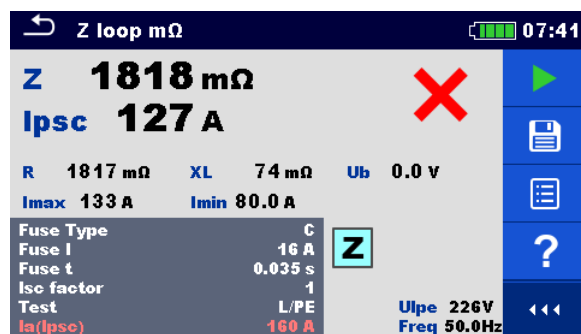 Z loop mΩ 07:41
Z 1818 mΩ
Ipsc 127 A
R 1817 mΩ XL 74 mΩ Ub 0.0 V
Imax 133 A Imin 80.0 A
Fuse Type C
Fuse I 16 A
Fuse t 0.035 s
Isc factor 1
Test L/PE
Ia(Ipsc) 160 A
Z
Ulpe 226V
Freq 50.0Hz
?